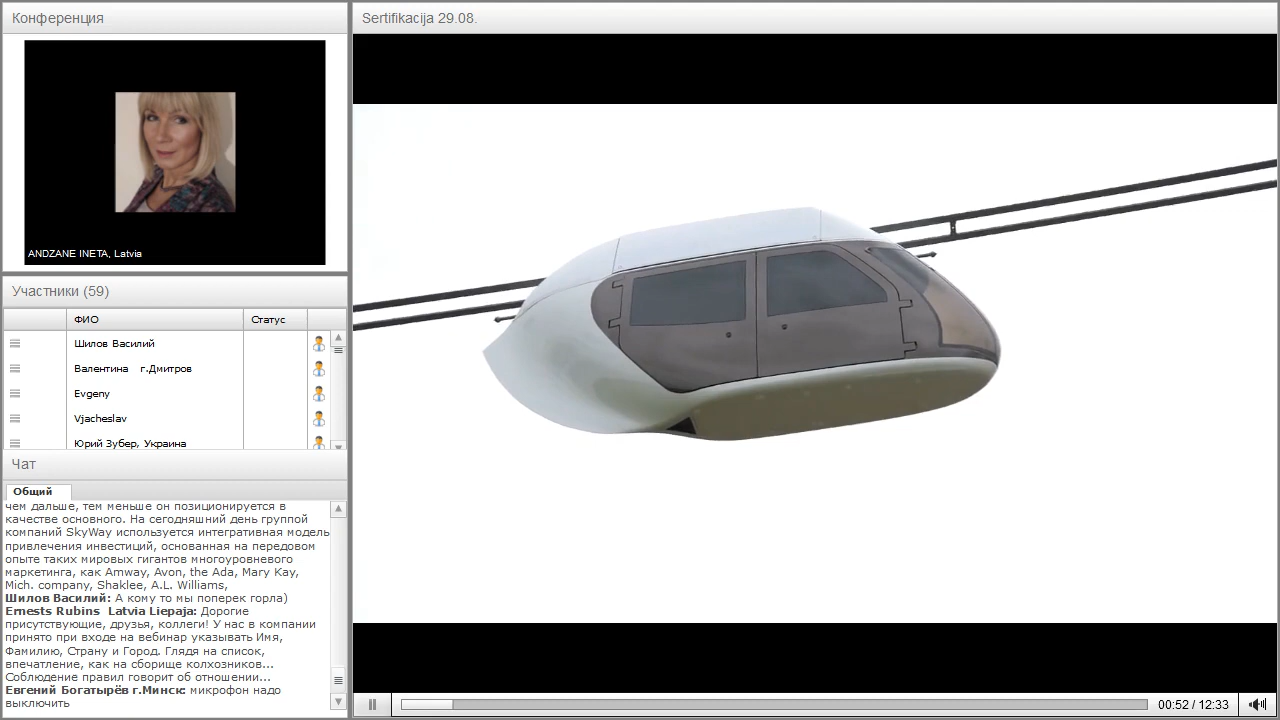 Конференция
ANDZANE INETA, Latvia
Участники (59)
ФИО Статус
Шилов Василий
Валентина г.Дмитров
Evgeny
Vjacheslav
Юрий Зубер, Украина
Чат
Общий
чем дальше, тем меньше он позиционируется в
качестве основного. На сегодняшний день группой
компаний SkyWay используется интегративная модель
привлечения инвестиций, основанная на передовом
опыте таких мировых гигантов многоуровневого
маркетинга, как Amway, Avon, the Ada, Mary Kay,
Mich. company, Shaklee, A.L. Williams,
Шилов Василий: А кому то мы поперек горла)
Ernests Rubins Latvia Liepaja: Дорогие
присутствующие, друзья, коллеги! У нас в компании
принято при входе на вебинар указывать Имя,
Фамилию, Страну и Город. Глядя на список,
впечатление, как на сборище колхозников...
Соблюдение правил говорит об отношении...
Евгений Богатырёв г.Минск: микрофон надо
выключить
Sertifikacija 29.08.
00:52 / 12:33